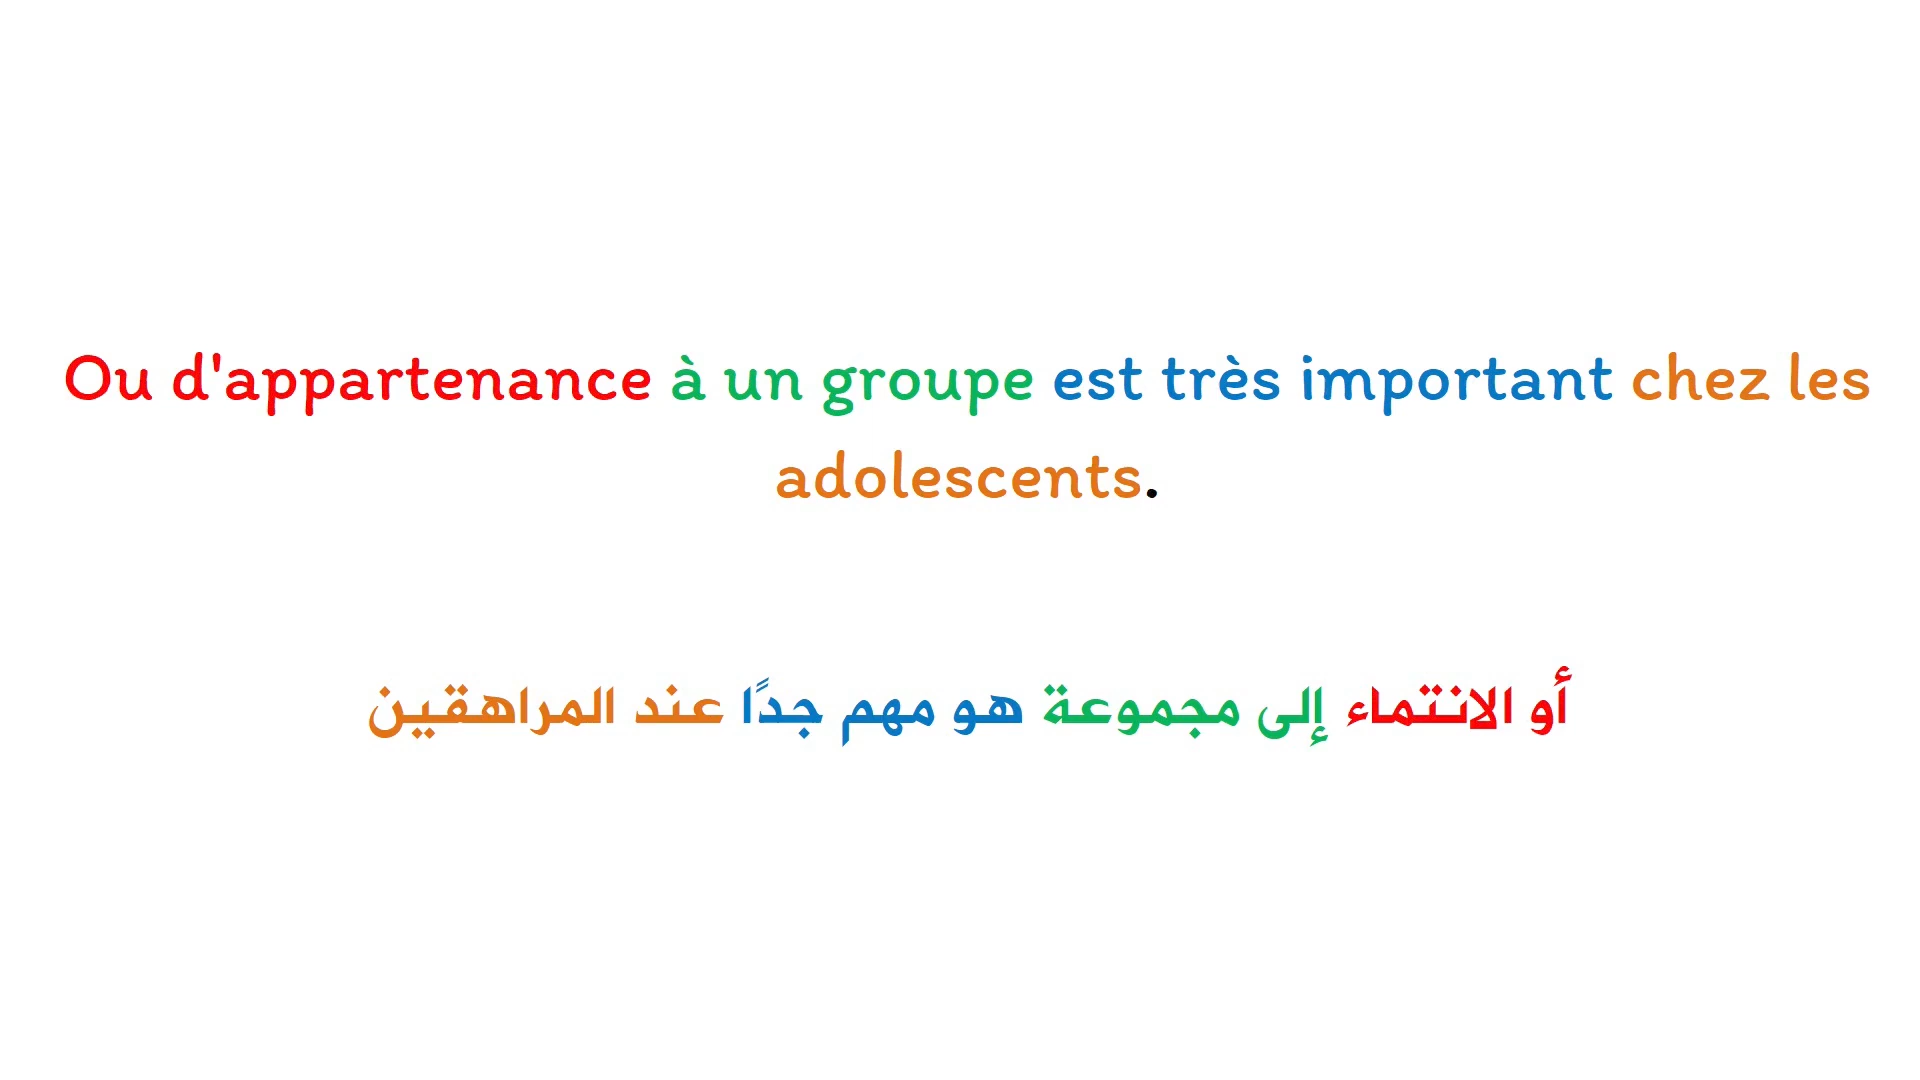 Ou d'appartenance à un groupe est très important chez les
adolescents.
أو الانتماء إلى مجموعة هو مهم جدًا عند المراهقين